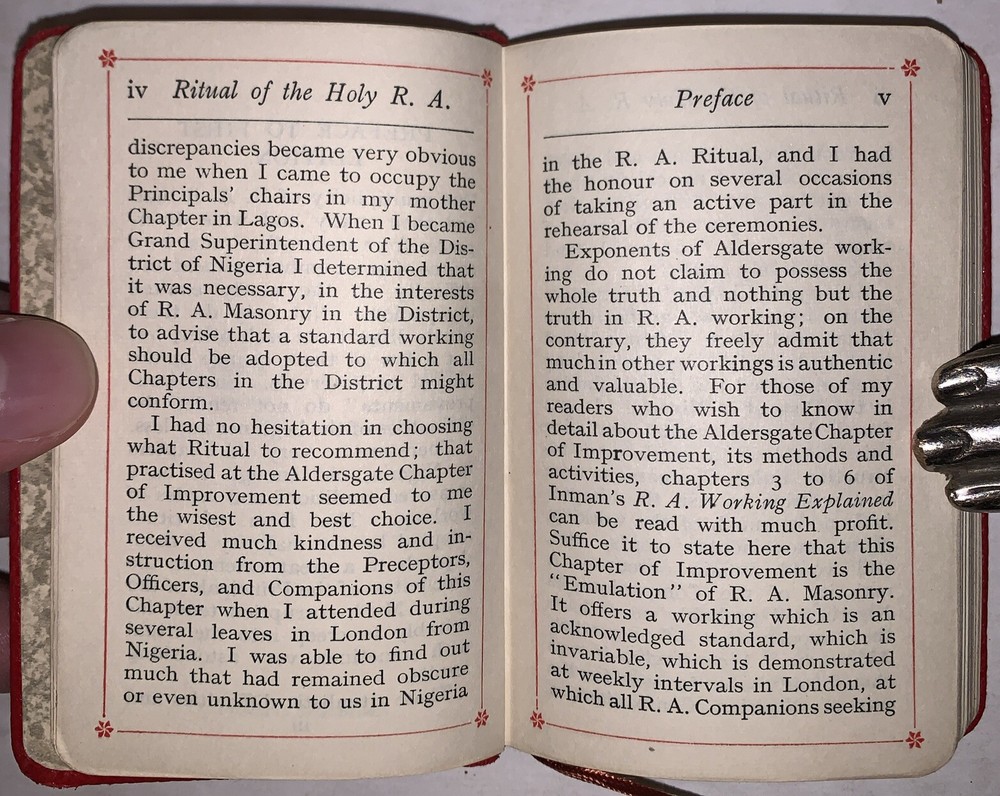 iv Ritual of the Holy R. A.
discrepancies became very obvious
to me when I came to occupy the
Principals' chairs in my mother
Chapter in Lagos. When I became
Grand Superintendent of the Dis-
trict of Nigeria I determined that
it was necessary, in the interests
of R. A. Masonry in the District,
to advise that a standard working
should be adopted to which all
Chapters in the District might
conform.
I had no hesitation in choosing
what Ritual to recommend; that
practised at the Aldersgate Chapter
of Improvement seemed to me
the wisest and best choice. I
received much kindness and in-
struction from the Preceptors,
Officers, and Companions of this
Chapter when I attended during
several leaves in London from
Nigeria. I was able to find out
much that had remained obscure
or even unknown to us in Nigeria
Preface v
in the R. A. Ritual, and I had
the honour on several occasions
of taking an active part in the
rehearsal of the ceremonies.
Exponents of Aldersgate work-
ing do not claim to possess the
whole truth and nothing but the
truth in R. A. working; on the
contrary, they freely admit that
much in other workings is authentic
and valuable. For those of my
readers who wish to know in
detail about the Aldersgate Chapter
of Improvement, its methods and
activities, chapters 3 to 6 of
Inman's R. A. Working Explained
can be read with much profit.
Suffice it to state here that this
Chapter of Improvement is the
"Emulation" of R. A. Masonry.
It offers a working which is an
acknowledged standard, which is
invariable, which is demonstrated
at weekly intervals in London, at
which all R. A. Companions seeking